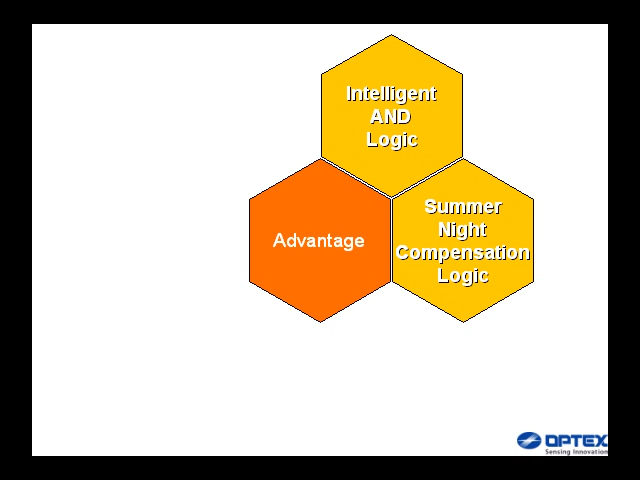 Intelligent
AND
Logic
Advantage
Summer
Night
Compensation
Logic
OPTEX
Sensing Innovation